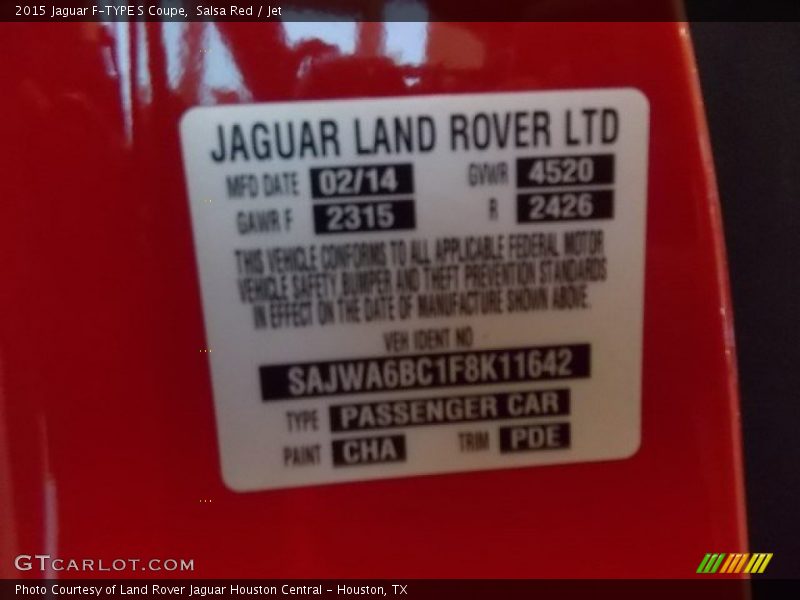 2015 Jaguar F-TYPE S Coupe,  Salsa Red / Jet
JAGUAR LAND ROVER LTD
MFD DATE 02/14 GVWR 4520
GAWR F 2315 R 2426
THIS VEHICLE CONFORMS TO ALL APPLICABLE FEDERAL MOTOR
VEHICLE SAFETY, BUMPER AND THEFT PREVENTION STANDARDS
IN EFFECT ON THE DATE OF MANUFACTURE SHOWN ABOVE.
VEH IDENT NO
SAJWA6BC1F8K11642
TYPE PASSENGER CAR
PAINT CHA TRIM PDE
GTCARLOT.COM
Photo Courtesy of Land Rover Jaguar Houston Central - Houston, TX